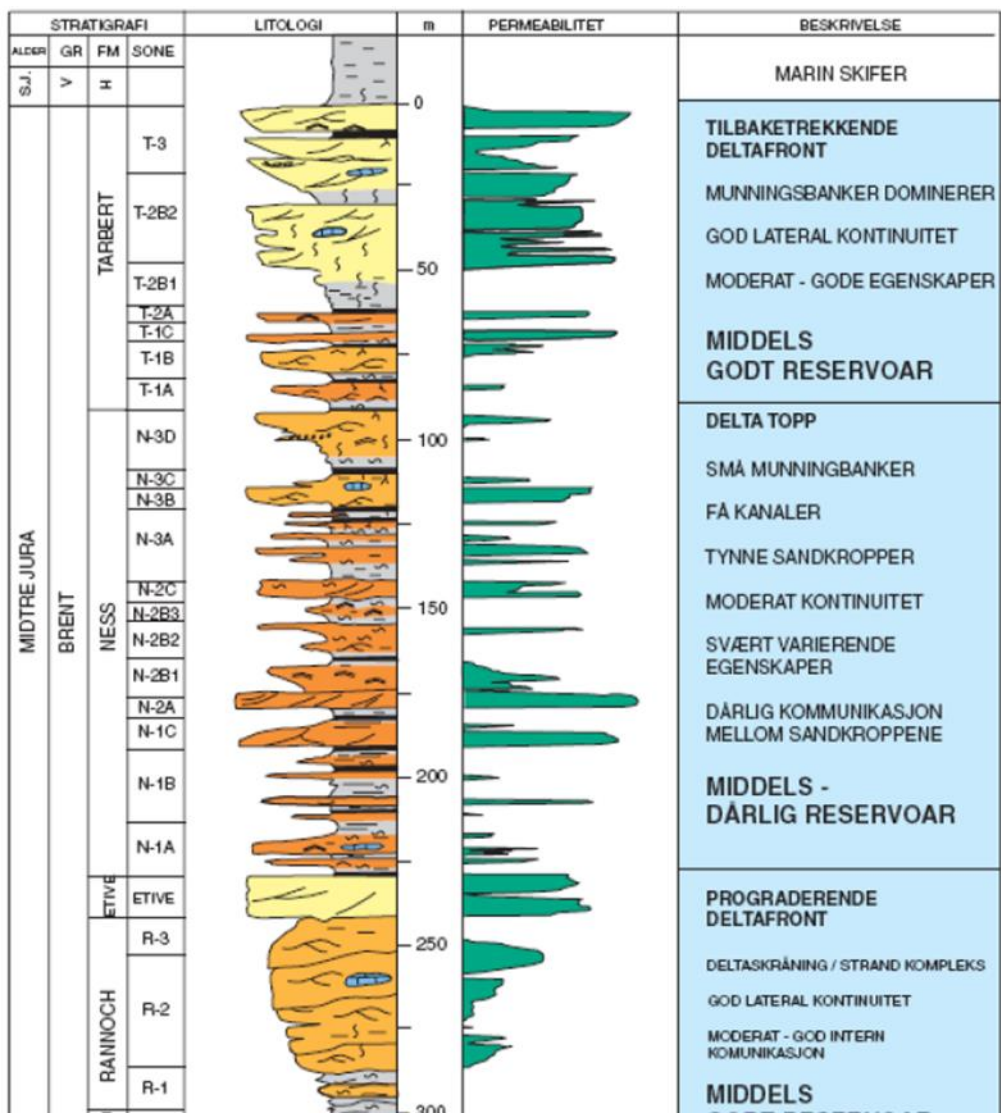 STRATIGRAFI LITOLOGI m PERMEABILITET BESKRIVELSE
ALDER GR FM SONE
S.J. V H
MARIN SKIFER
0
MIDTRE JURA
BRENT
TARBERT
T-3
T-2B2
T-2B1
T-2A
T-1C
T-1B
T-1A
NESS
N-3D
N-3C
N-3B
N-3A
N-2C
N-2B3
N-2B2
N-2B1
N-2A
N-1C
N-1B
N-1A
ETIVE
ETIVE
RANNOCH
R-3
R-2
R-1
50
100
150
200
250
300
TILBAKETREKKENDE
DELTAFRONT
MUNNINGSBANKER DOMINERER
GOD LATERAL KONTINUITET
MODERAT - GODE EGENSKAPER
MIDDELS
GODT RESERVOAR
DELTA TOPP
SMÅ MUNNINGBANKER
FÅ KANALER
TYNNE SANDKROPPER
MODERAT KONTINUITET
SVÆRT VARIERENDE
EGENSKAPER
DÅRLIG KOMMUNIKASJON
MELLOM SANDKROPPENE
MIDDELS -
DÅRLIG RESERVOAR
PROGRADERENDE
DELTAFRONT
DELTASKRÅNING / STRAND KOMPLEKS
GOD LATERAL KONTINUITET
MODERAT - GOD INTERN
KOMUNIKASJON
MIDDELS